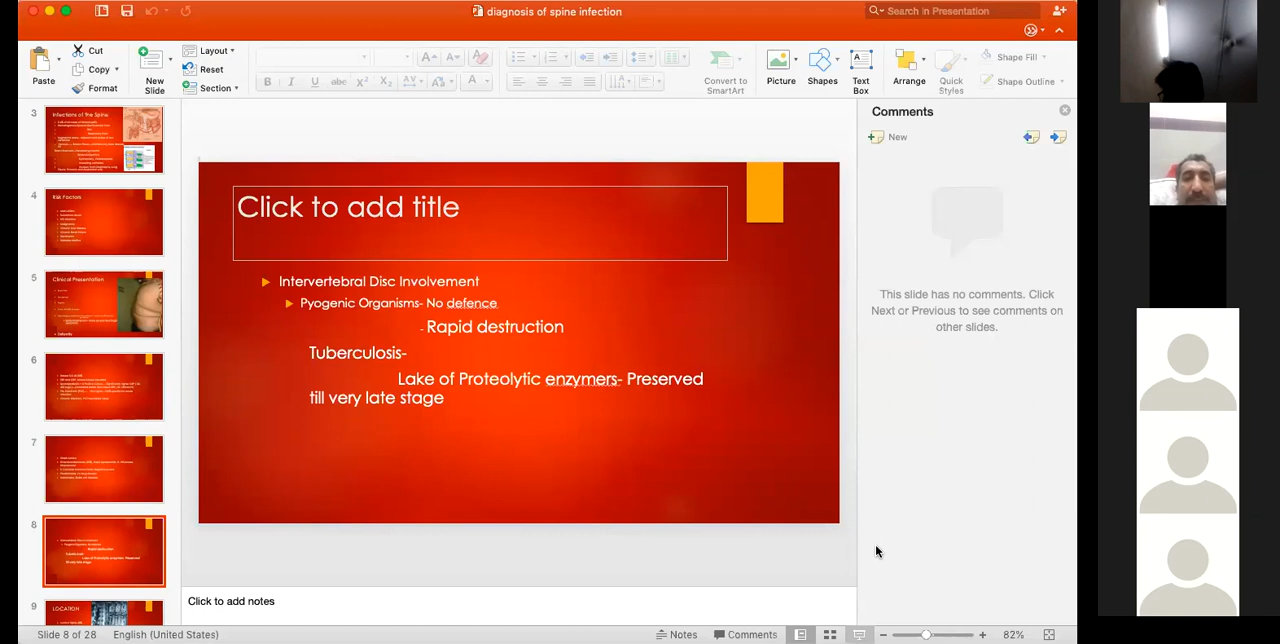 diagnosis of spine infection
Search in Presentation
Paste
Cut
Copy
Format
New
Slide
Layout
Reset
Section
B I U abc X² X₂ AV
A
Convert to
SmartArt
Picture
Shapes
Text
Box
Arrange
Quick
Styles
Shape Fill
Shape Outline
3
Infections of The Spine
4
Risk Factors
5
Clinical Presentation
6
7
8
9
LOCATION
Click to add title
Intervertebral Disc Involvement
Pyogenic Organisms- No defence
- Rapid destruction
Tuberculosis-
Lake of Proteolytic enzymes- Preserved
till very late stage
Click to add notes
Comments
New
This slide has no comments. Click
Next or Previous to see comments on
other slides.
Slide 8 of 28
English (United States)
Notes
Comments
82%